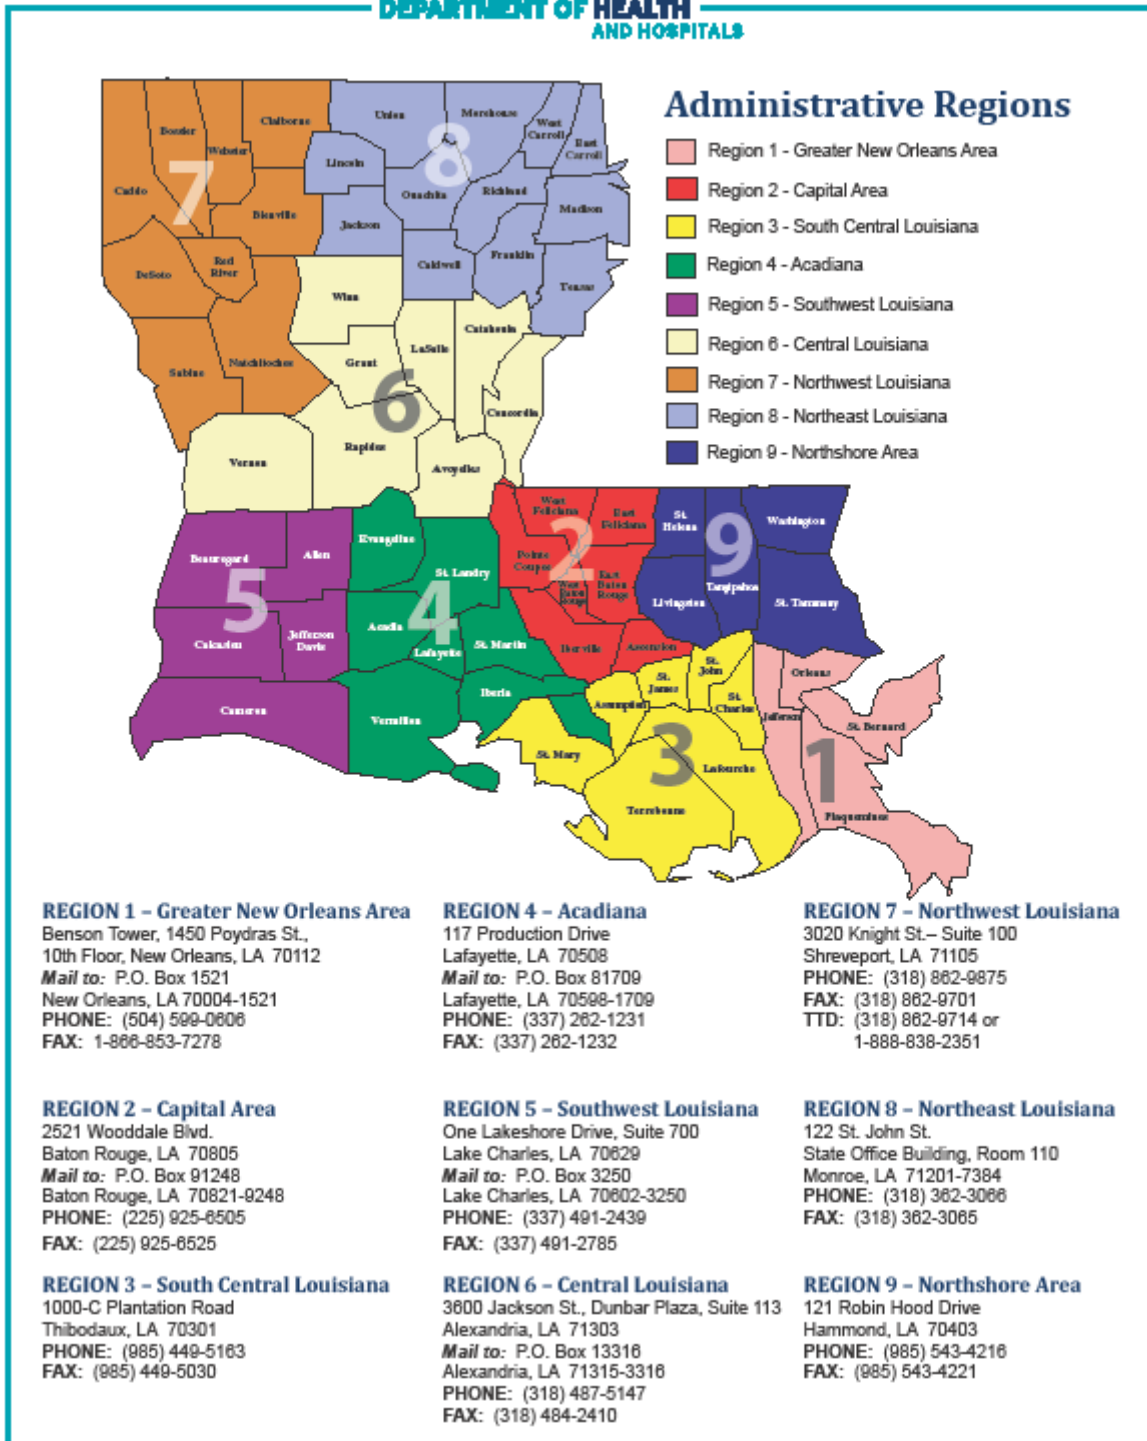 DEPARTMENT OF HEALTH
AND HOSPITALS
Administrative Regions
Region 1 - Greater New Orleans Area
Region 2 - Capital Area
Region 3 - South Central Louisiana
Region 4 - Acadiana
Region 5 - Southwest Louisiana
Region 6 - Central Louisiana
Region 7 - Northwest Louisiana
Region 8 - Northeast Louisiana
Region 9 - Northshore Area
Caddo
Bossier
Webster
Claiborne
Bienville
DeSoto
Red
River
Sabine
Natchitoches
7
Union
Morehouse
West
Carroll
East
Carroll
Lincoln
Ouachita
Richland
Madison
Jackson
Caldwell
Franklin
Tensas
8
Winn
Grant
LaSalle
Catahoula
Concordia
Vernon
Rapides
Avoyelles
6
Beauregard
Allen
Calcasieu
Jefferson
Davis
Cameron
5
Evangeline
St. Landry
Acadia
Lafayette
St. Martin
Iberia
Vermilion
4
West
Feliciana
East
Feliciana
Pointe
Coupee
West
Baton
Rouge
East
Baton
Rouge
Iberville
Ascension
2
St.
Helena
Washington
Livingston
Tangipahoa
St. Tammany
9
Assumption
St.
James
St.
John
St.
Charles
St. Mary
Lafourche
Terrebonne
3
Orleans
Jefferson
St. Bernard
Plaquemines
1
REGION 1 – Greater New Orleans Area
Benson Tower, 1450 Poydras St.,
10th Floor, New Orleans, LA 70112
Mail to: P.O. Box 1521
New Orleans, LA 70004-1521
PHONE: (504) 599-0606
FAX: 1-866-853-7278
REGION 2 – Capital Area
2521 Wooddale Blvd.
Baton Rouge, LA 70805
Mail to: P.O. Box 91248
Baton Rouge, LA 70821-9248
PHONE: (225) 925-6505
FAX: (225) 925-6525
REGION 3 – South Central Louisiana
1000-C Plantation Road
Thibodaux, LA 70301
PHONE: (985) 449-5163
FAX: (985) 449-5030
REGION 4 – Acadiana
117 Production Drive
Lafayette, LA 70508
Mail to: P.O. Box 81709
Lafayette, LA 70598-1709
PHONE: (337) 262-1231
FAX: (337) 262-1232
REGION 5 – Southwest Louisiana
One Lakeshore Drive, Suite 700
Lake Charles, LA 70629
Mail to: P.O. Box 3250
Lake Charles, LA 70602-3250
PHONE: (337) 491-2439
FAX: (337) 491-2785
REGION 6 – Central Louisiana
3600 Jackson St., Dunbar Plaza, Suite 113
Alexandria, LA 71303
Mail to: P.O. Box 13316
Alexandria, LA 71315-3316
PHONE: (318) 487-5147
FAX: (318) 484-2410
REGION 7 – Northwest Louisiana
3020 Knight St.– Suite 100
Shreveport, LA 71105
PHONE: (318) 862-9875
FAX: (318) 862-9701
TTD: (318) 862-9714 or
1-888-838-2351
REGION 8 – Northeast Louisiana
122 St. John St.
State Office Building, Room 110
Monroe, LA 71201-7384
PHONE: (318) 362-3066
FAX: (318) 362-3065
REGION 9 – Northshore Area
121 Robin Hood Drive
Hammond, LA 70403
PHONE: (985) 543-4216
FAX: (985) 543-4221